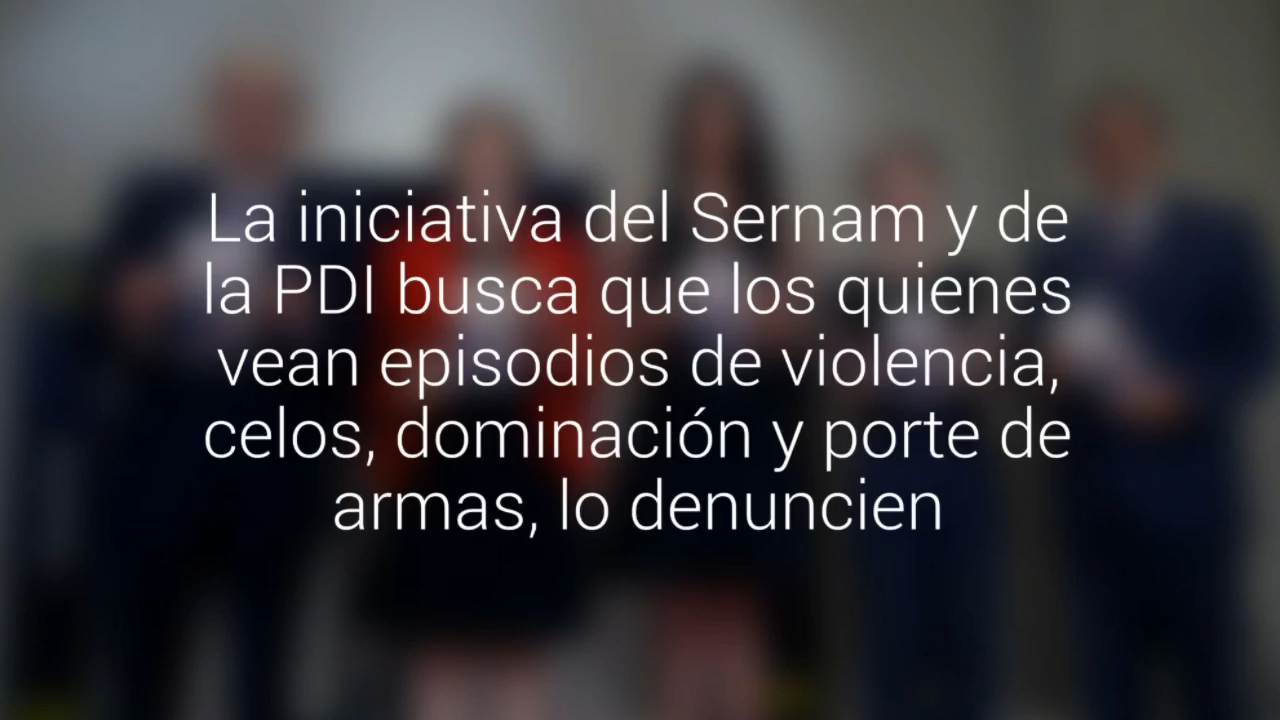 La iniciativa del Sernam y de
la PDI busca que los quienes
vean episodios de violencia,
celos, dominación y porte de
armas, lo denuncien